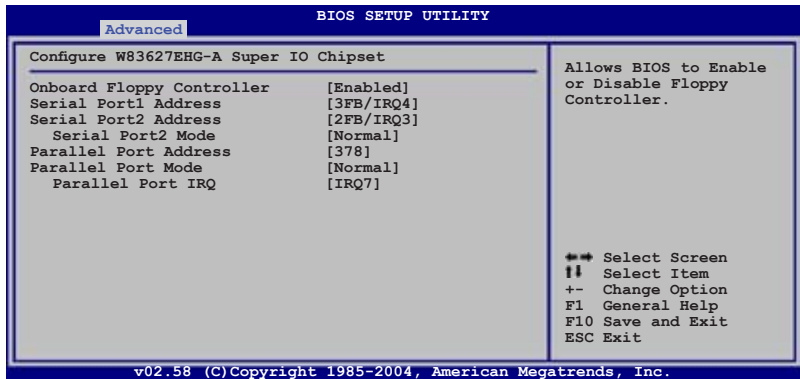 BIOS SETUP UTILITY
Advanced
Configure W83627EHG-A Super IO Chipset
Onboard Floppy Controller [Enabled]
Serial Port1 Address [3FB/IRQ4]
Serial Port2 Address [2FB/IRQ3]
Serial Port2 Mode [Normal]
Parallel Port Address [378]
Parallel Port Mode [Normal]
Parallel Port IRQ [IRQ7]
Allows BIOS to Enable
or Disable Floppy
Controller.
←→ Select Screen
↑↓ Select Item
+- Change Option
F1 General Help
F10 Save and Exit
ESC Exit
v02.58 (C)Copyright 1985-2004, American Megatrends, Inc.